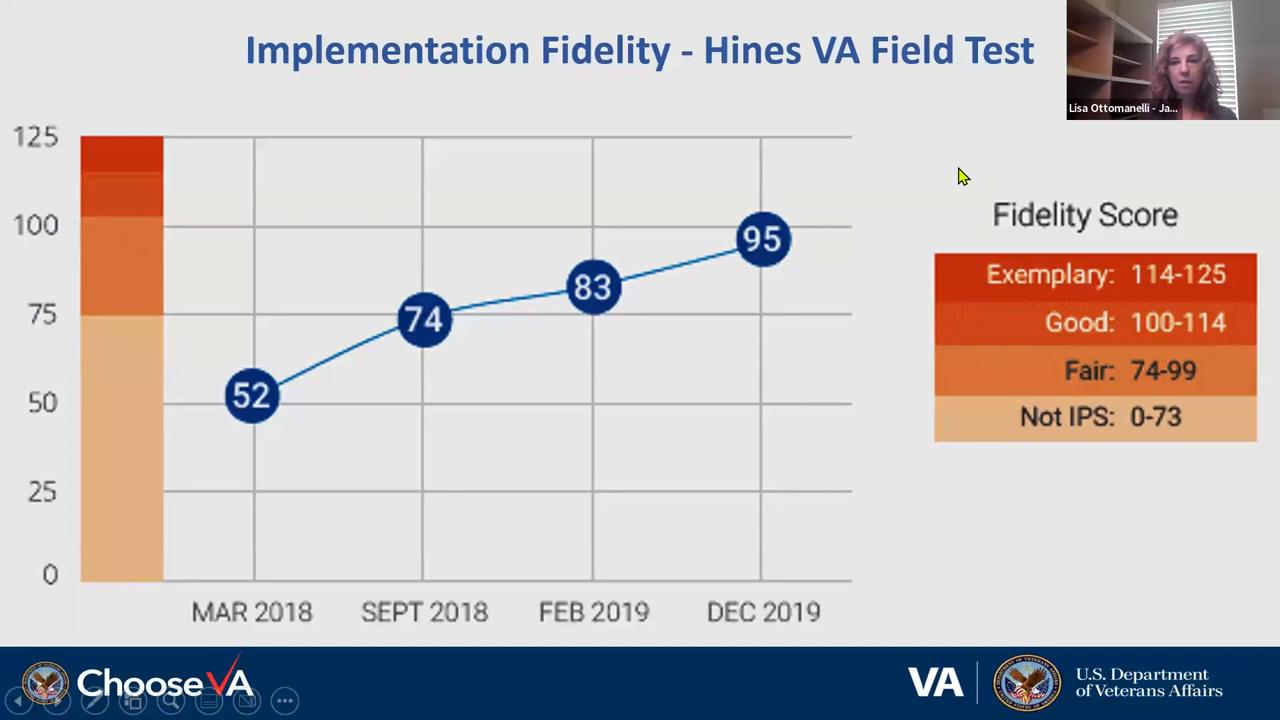 Implementation Fidelity - Hines VA Field Test
Lisa Ottomanelli - Ja...
125
100
75
50
25
0
52
74
83
95
MAR 2018 SEPT 2018 FEB 2019 DEC 2019
Fidelity Score
Exemplary: 114-125
Good: 100-114
Fair: 74-99
Not IPS: 0-73
Choose VA
VA
U.S. Department
of Veterans Affairs